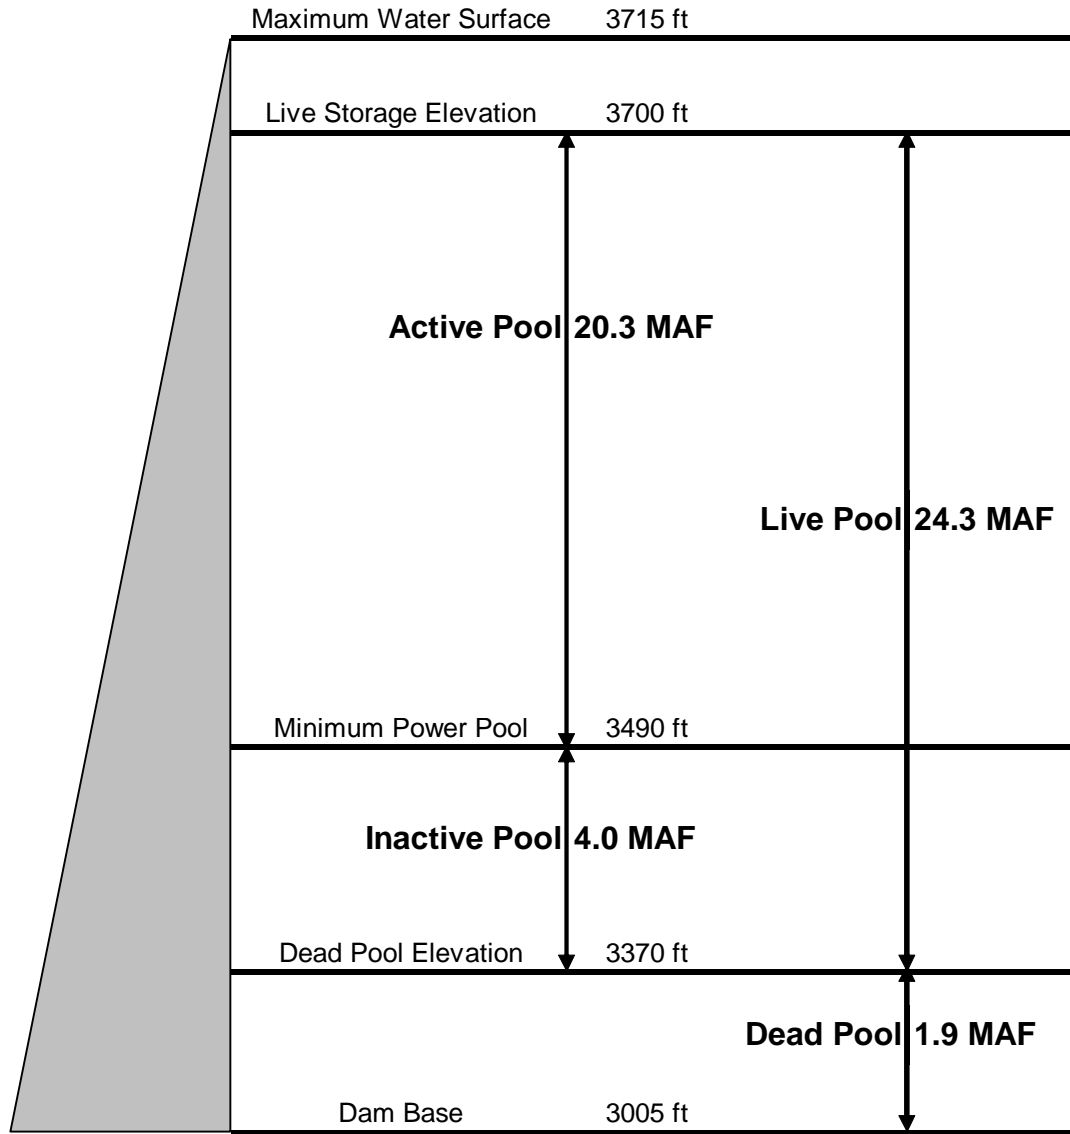 Maximum Water Surface 3715 ft
Live Storage Elevation 3700 ft
Active Pool 20.3 MAF
Live Pool 24.3 MAF
Minimum Power Pool 3490 ft
Inactive Pool 4.0 MAF
Dead Pool Elevation 3370 ft
Dead Pool 1.9 MAF
Dam Base 3005 ft